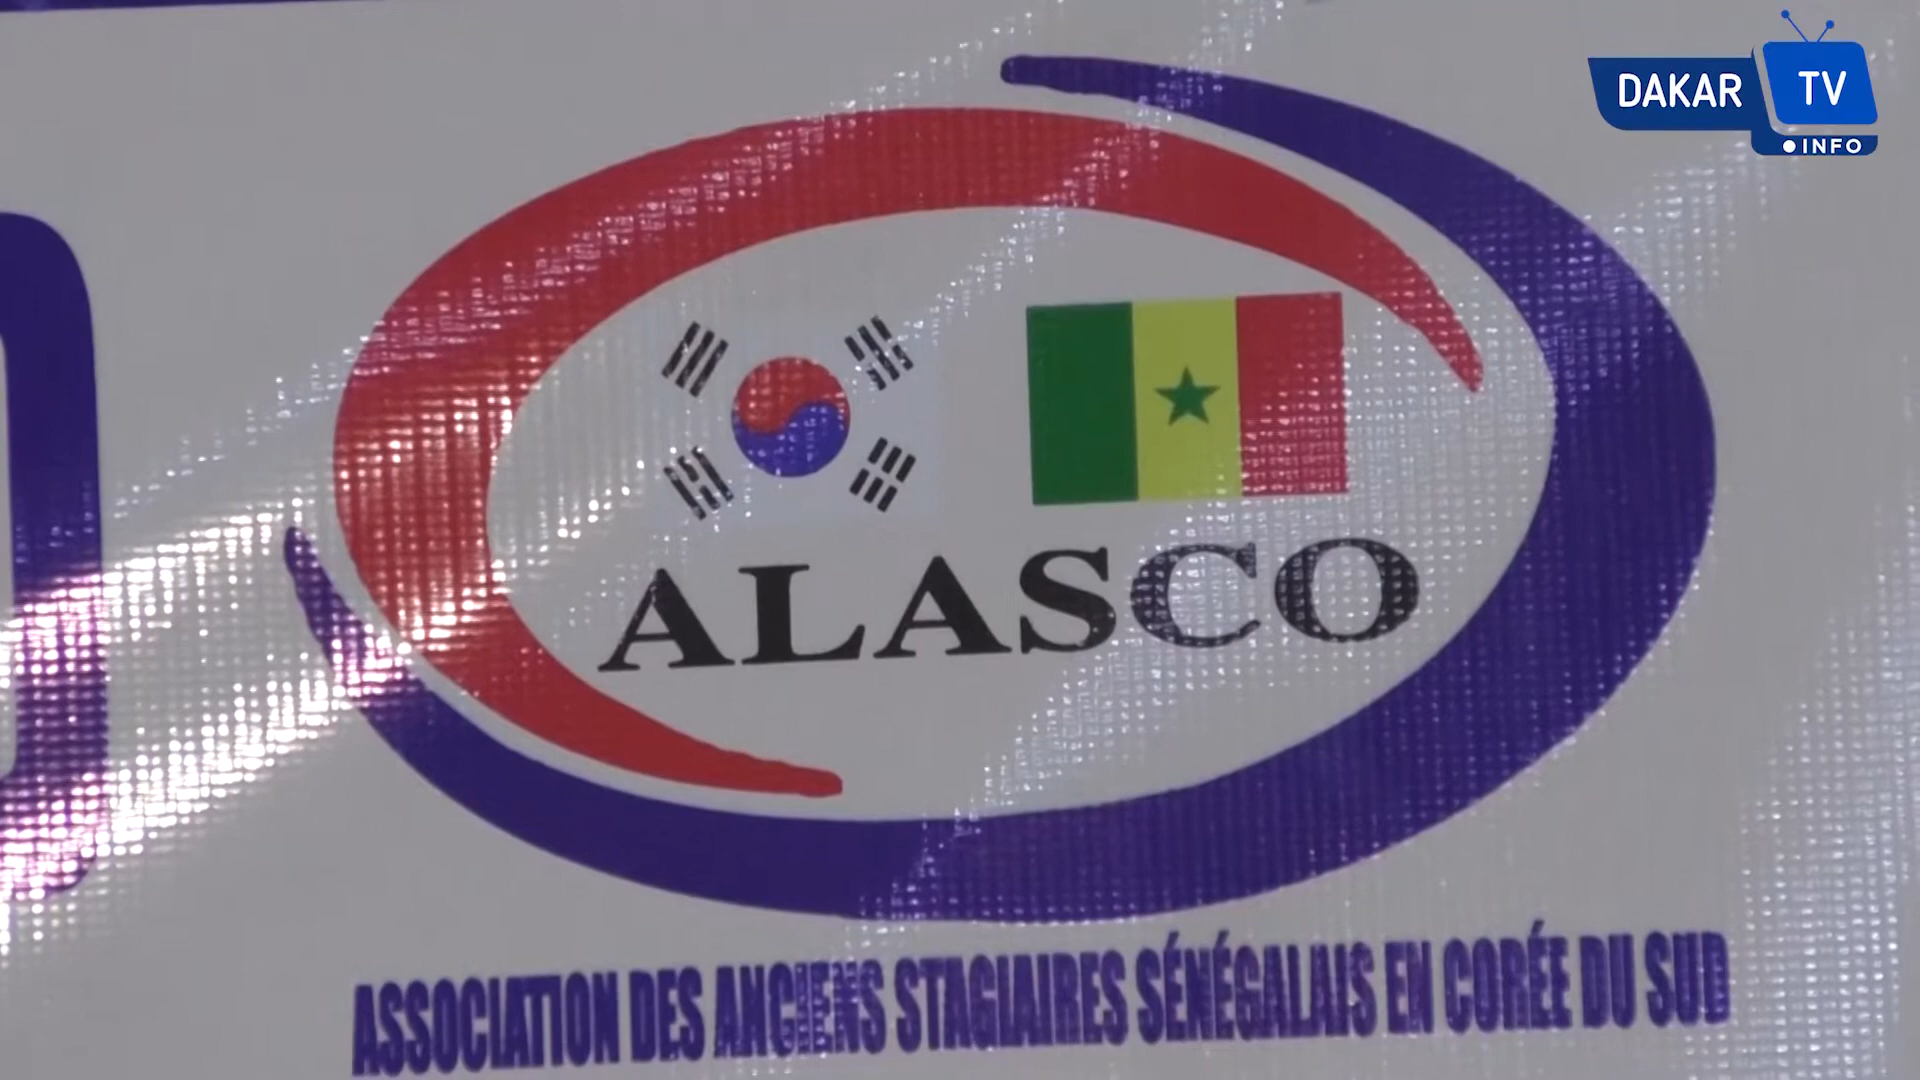 DAKAR TV
INFO
ALASCO
ASSOCIATION DES ANCIENS STAGIAIRES SÉNÉGALAIS EN CORÉE DU SUD